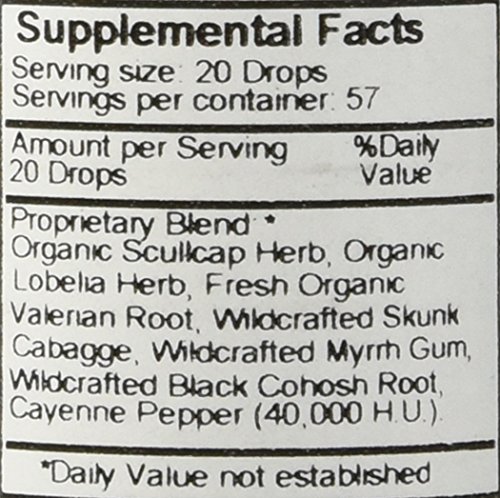 Supplemental Facts
Serving size: 20 Drops
Servings per container: 57
Amount per Serving %Daily
20 Drops Value
Proprietary Blend *
Organic Scullcap Herb, Organic
Lobelia Herb, Fresh Organic
Valerian Root, Wildcrafted Skunk
Cabagge, Wildcrafted Myrrh Gum,
Wildcrafted Black Cohosh Root,
Cayenne Pepper (40,000 H.U.).
*Daily Value not established